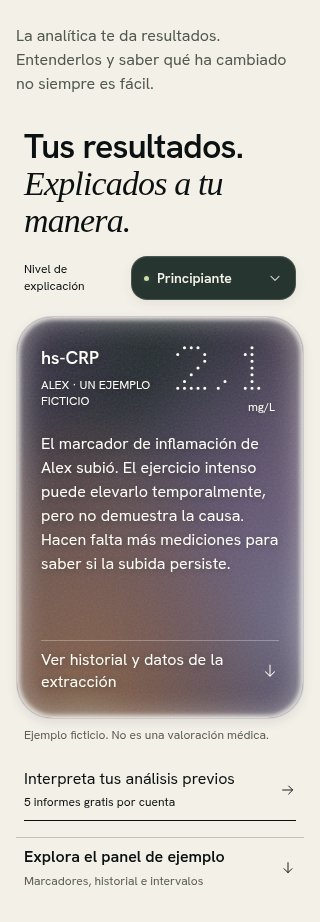 La analítica te da resultados.
Entenderlos y saber qué ha cambiado
no siempre es fácil.
Tus resultados.
Explicados a tu
manera.
Nivel de
explicación
Principiante
hs-CRP
ALEX · UN EJEMPLO
FICTICIO
2.1
mg/L
El marcador de inflamación de
Alex subió. El ejercicio intenso
puede elevarlo temporalmente,
pero no demuestra la causa.
Hacen falta más mediciones para
saber si la subida persiste.
Ver historial y datos de la
extracción
Ejemplo ficticio. No es una valoración médica.
Interpreta tus análisis previos
5 informes gratis por cuenta
Explora el panel de ejemplo
Marcadores, historial e intervalos